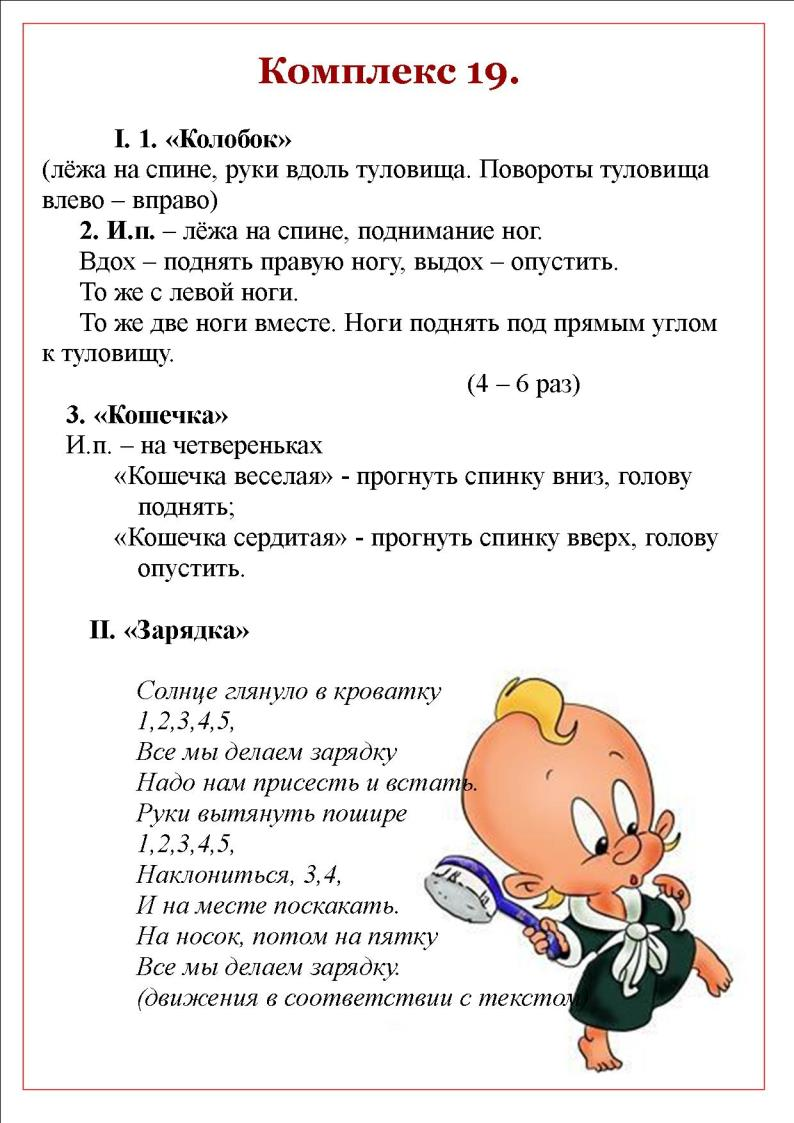 Комплекс 19.
I. 1. «Колобок»
(лёжа на спине, руки вдоль туловища. Повороты туловища
влево – вправо)
2. И.п. – лёжа на спине, поднимание ног.
Вдох – поднять правую ногу, выдох – опустить.
То же с левой ноги.
То же две ноги вместе. Ноги поднять под прямым углом
к туловищу.
(4 – 6 раз)
3. «Кошечка»
И.п. – на четвереньках
«Кошечка веселая» - прогнуть спинку вниз, голову
поднять;
«Кошечка сердитая» - прогнуть спинку вверх, голову
опустить.
II. «Зарядка»
Солнце глянуло в кроватку
1,2,3,4,5,
Все мы делаем зарядку
Надо нам присесть и встать.
Руки вытянуть пошире
1,2,3,4,5,
Наклониться, 3,4,
И на месте поскакать.
На носок, потом на пятку
Все мы делаем зарядку.
(движения в соответствии с текстом)